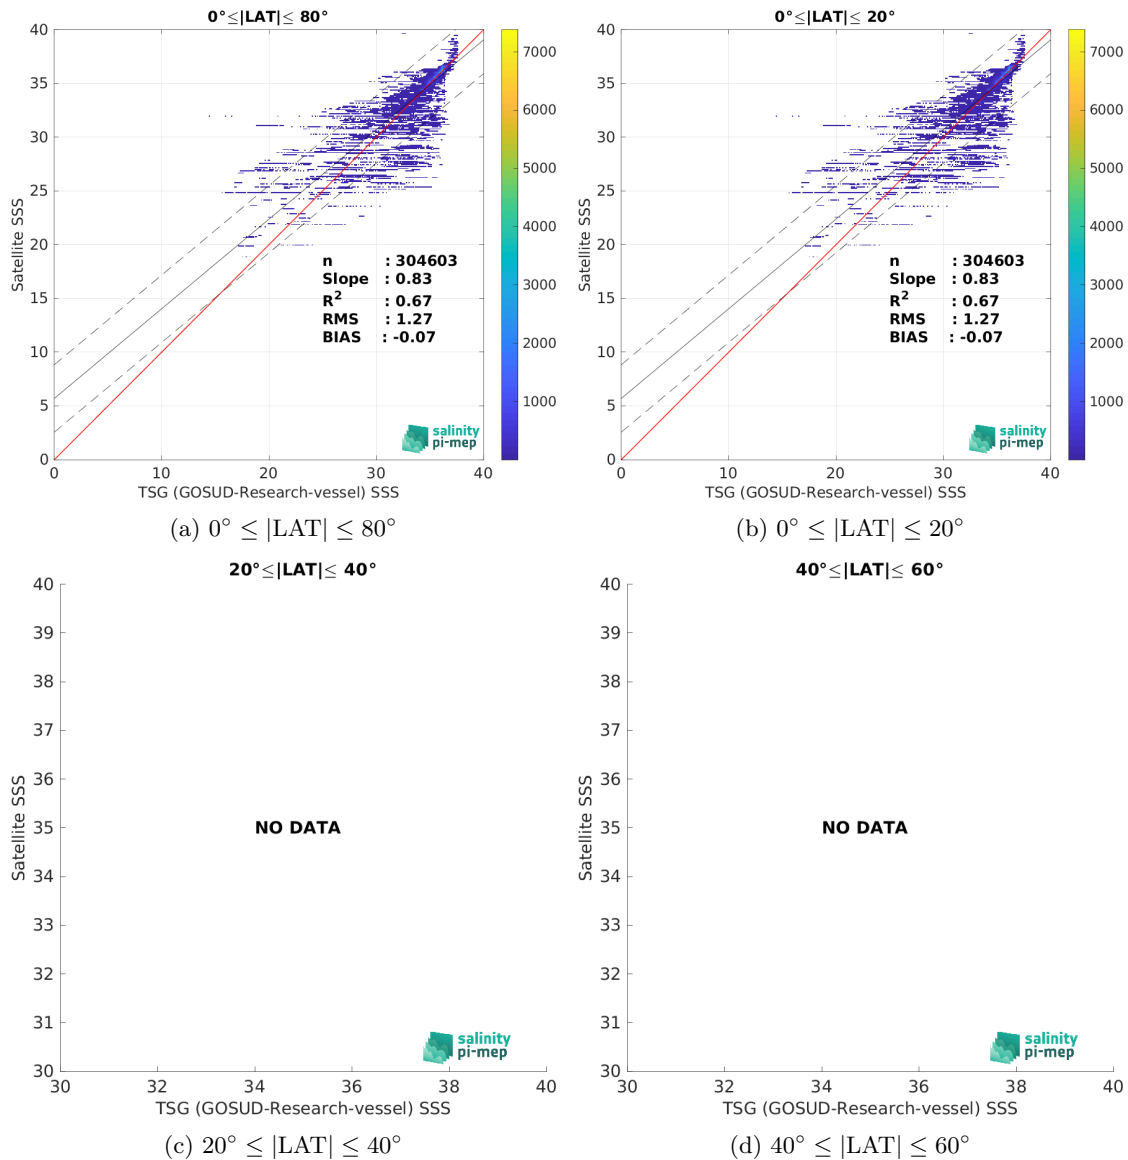 0°≤|LAT|≤ 80°
40
35
30
25
20
15
10
5
0
Satellite SSS
0
10
20
30
40
TSG (GOSUD-Research-vessel) SSS
7000
6000
5000
4000
3000
2000
1000
n : 304603
Slope : 0.83
R² : 0.67
RMS : 1.27
BIAS : -0.07
salinity
pi-mep
(a) 0° ≤ |LAT| ≤ 80°
0°≤|LAT|≤ 20°
40
35
30
25
20
15
10
5
0
Satellite SSS
0
10
20
30
40
TSG (GOSUD-Research-vessel) SSS
7000
6000
5000
4000
3000
2000
1000
n : 304603
Slope : 0.83
R² : 0.67
RMS : 1.27
BIAS : -0.07
salinity
pi-mep
(b) 0° ≤ |LAT| ≤ 20°
20°≤|LAT|≤ 40°
40
39
38
37
36
35
34
33
32
31
30
Satellite SSS
NO DATA
salinity
pi-mep
30
32
34
36
38
40
TSG (GOSUD-Research-vessel) SSS
(c) 20° ≤ |LAT| ≤ 40°
40°≤|LAT|≤ 60°
40
39
38
37
36
35
34
33
32
31
30
Satellite SSS
NO DATA
salinity
pi-mep
30
32
34
36
38
40
TSG (GOSUD-Research-vessel) SSS
(d) 40° ≤ |LAT| ≤ 60°